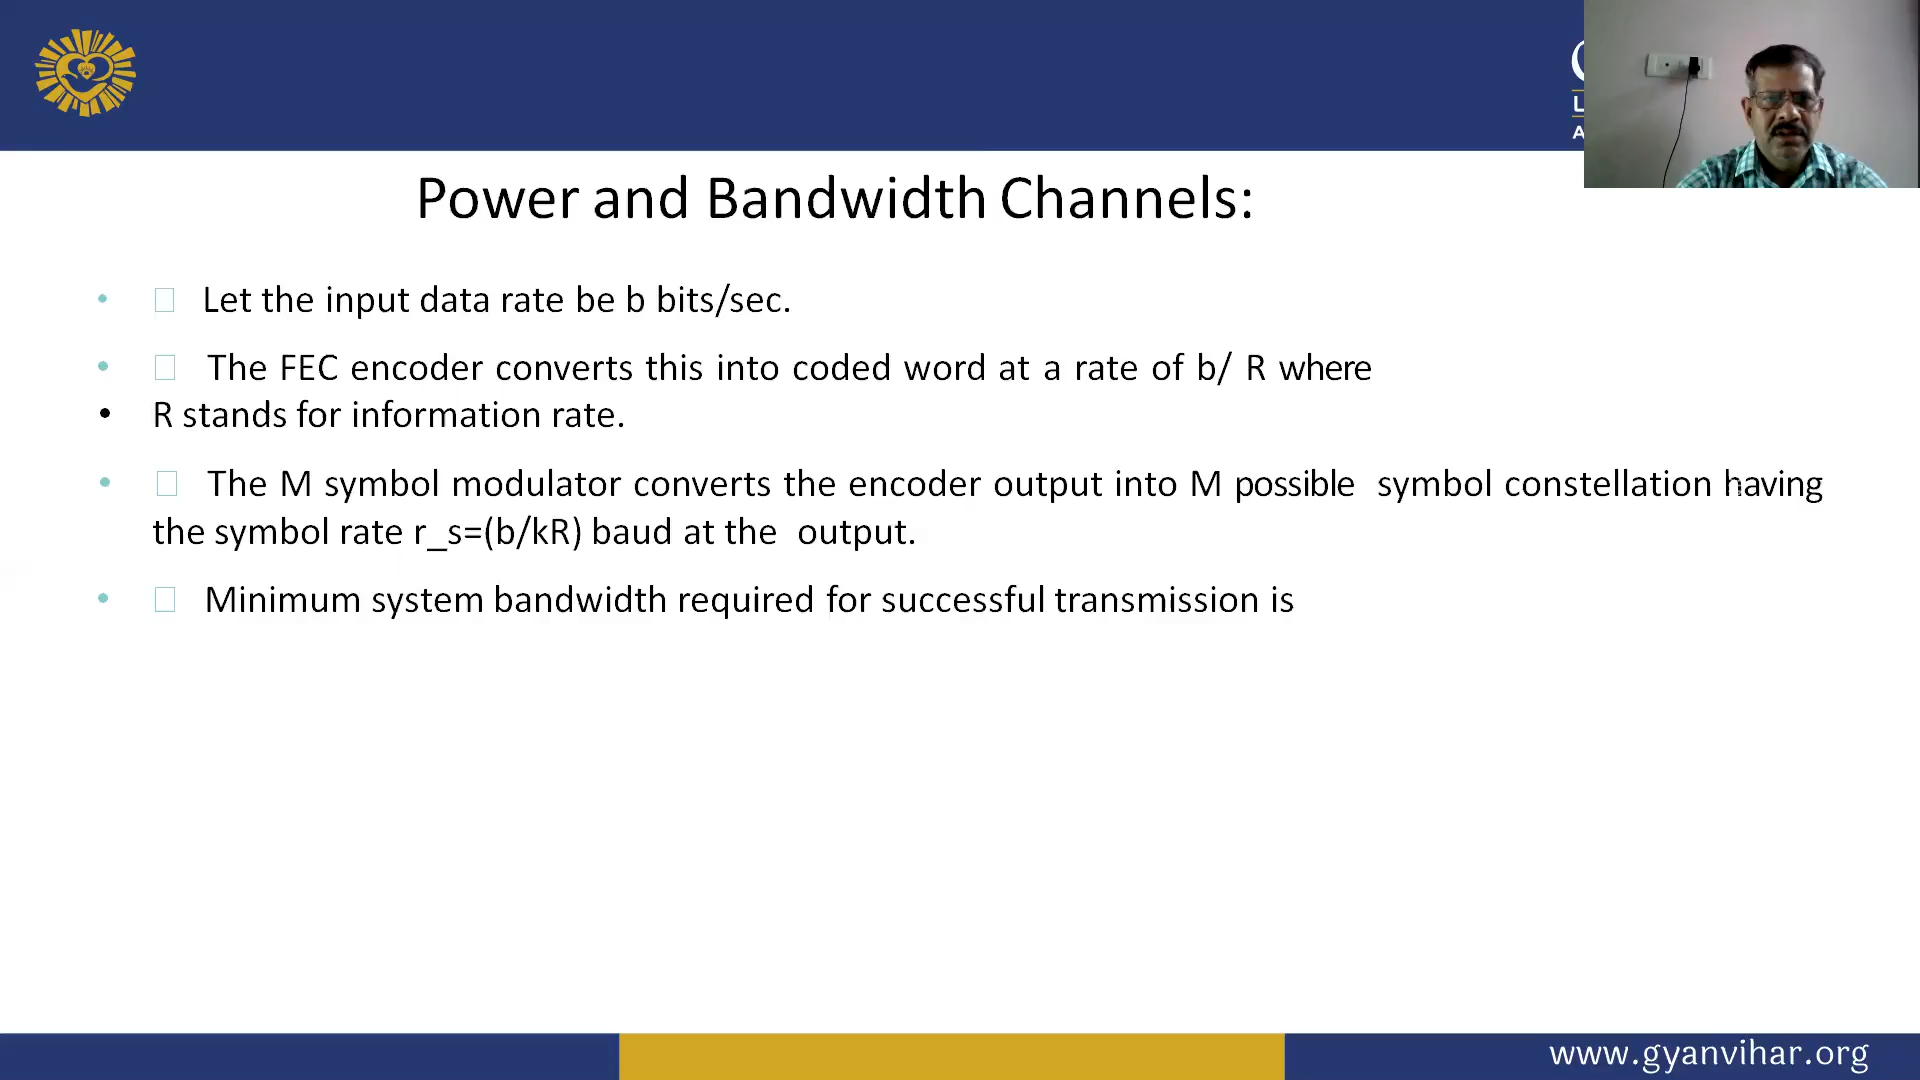 Power and Bandwidth Channels:
• Let the input data rate be b bits/sec.
• The FEC encoder converts this into coded word at a rate of b/ R where
• R stands for information rate.
• The M symbol modulator converts the encoder output into M possible symbol constellation having
the symbol rate r_s=(b/kR) baud at the output.
• Minimum system bandwidth required for successful transmission is
www.gyanvihar.org